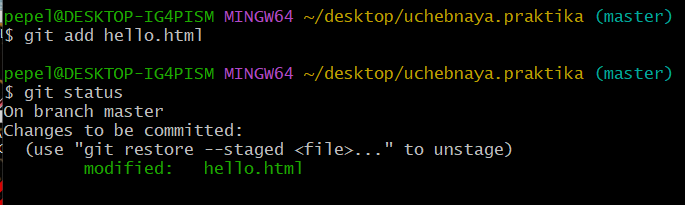 pepel@DESKTOP-IG4PISM MINGW64 ~/desktop/uchebnaya.praktika (master)
$ git add hello.html
pepel@DESKTOP-IG4PISM MINGW64 ~/desktop/uchebnaya.praktika (master)
$ git status
On branch master
Changes to be committed:
  (use "git restore --staged <file>..." to unstage)
        modified:   hello.html